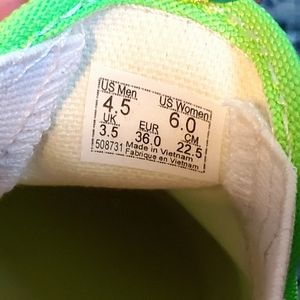 US Men US Women
4.5 6.0
UK EUR CM
3.5 36.0 22.5
508731 Made in Vietnam
Fabrique en Vietnam